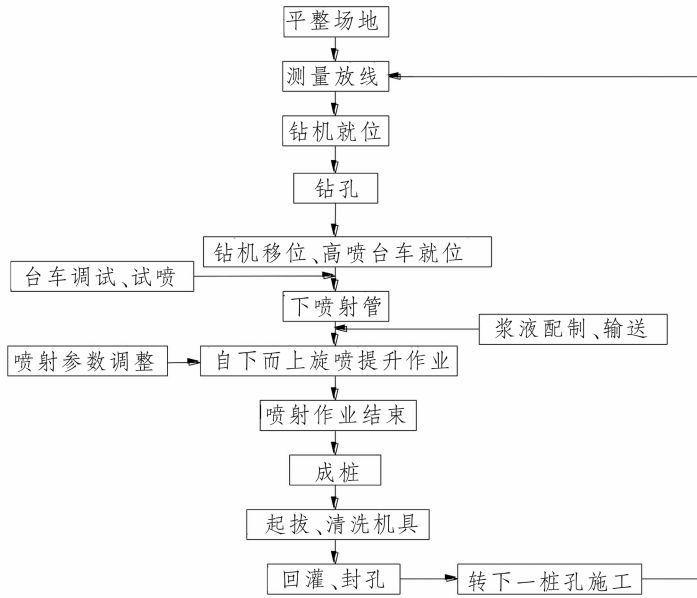 平整场地
测量放线
钻机就位
钻孔
钻机移位、高喷台车就位
台车调试、试喷
下喷射管
浆液配制、输送
喷射参数调整
自下而上旋喷提升作业
喷射作业结束
成桩
起拔、清洗机具
回灌、封孔
转下一桩孔施工